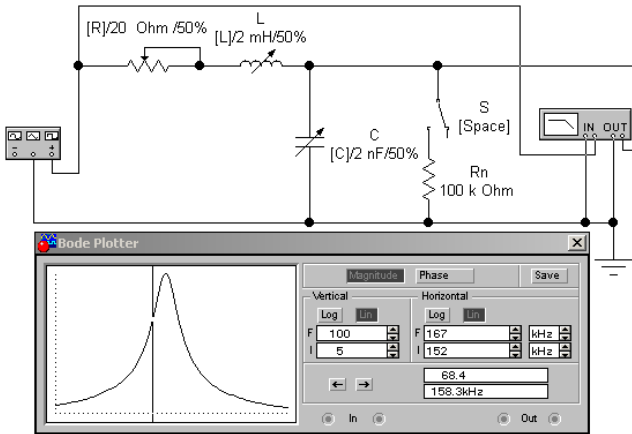 [R]/20 Ohm /50%
L
[L]/2 mH/50%
C
[C]/2 nF/50%
S
[Space]
Rn
100 k Ohm
IN OUT
Bode Plotter
Magnitude Phase Save
Vertical Horizontal
Log Lin Log Lin
F 100 F 167 kHz
I 5 I 152 kHz
68.4
158.3kHz
In Out